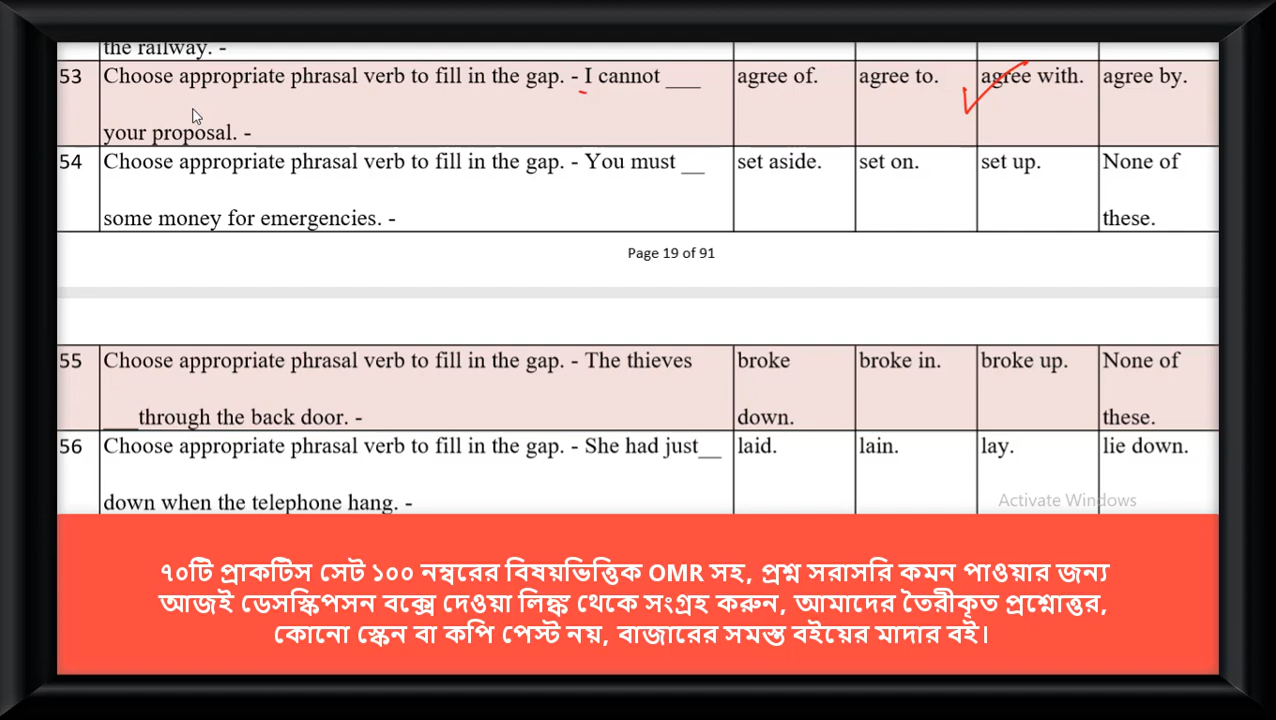 the railway. -
53 Choose appropriate phrasal verb to fill in the gap. - I cannot ___ agree of. agree to. agree with. agree by.
your proposal. -
54 Choose appropriate phrasal verb to fill in the gap. - You must __ set aside. set on. set up. None of
some money for emergencies. - these.
Page 19 of 91
55 Choose appropriate phrasal verb to fill in the gap. - The thieves broke broke in. broke up. None of
___through the back door. - down. these.
56 Choose appropriate phrasal verb to fill in the gap. - She had just__ laid. lain. lay. lie down.
Activate Windows
down when the telephone hang. -
৭০টি প্রাকটিস সেট ১০০ নম্বরের বিষয়ভিত্তিক OMR সহ, প্রশ্ন সরাসরি কমন পাওয়ার জন্য
আজই ডেসস্ক্রিপসন বক্সে দেওয়া লিঙ্ক থেকে সংগ্রহ করুন, আমাদের তৈরীকৃত প্রশ্নোত্তর,
কোনো স্কেন বা কপি পেস্ট নয়, বাজারের সমস্ত বইয়ের মাদার বই।